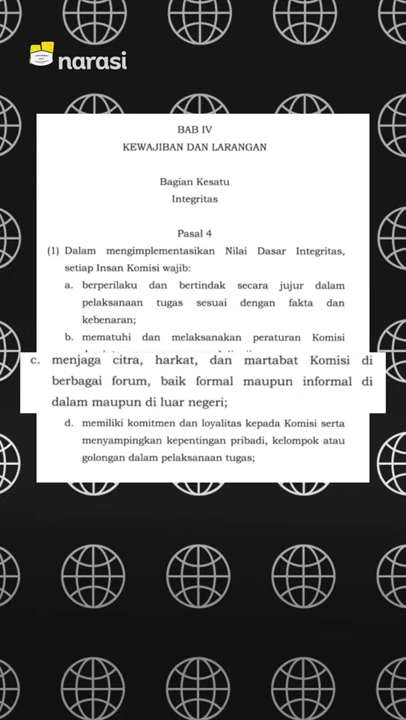 narasi
BAB IV
KEWAJIBAN DAN LARANGAN
Bagian Kesatu
Integritas
Pasal 4
(1) Dalam mengimplementasikan Nilai Dasar Integritas,
setiap Insan Komisi wajib:
a. berperilaku dan bertindak secara jujur dalam
pelaksanaan tugas sesuai dengan fakta dan
kebenaran;
b. mematuhi dan melaksanakan peraturan Komisi
c. menjaga citra, harkat, dan martabat Komisi di
berbagai forum, baik formal maupun informal di
dalam maupun di luar negeri;
d. memiliki komitmen dan loyalitas kepada Komisi serta
menyampingkan kepentingan pribadi, kelompok atau
golongan dalam pelaksanaan tugas;